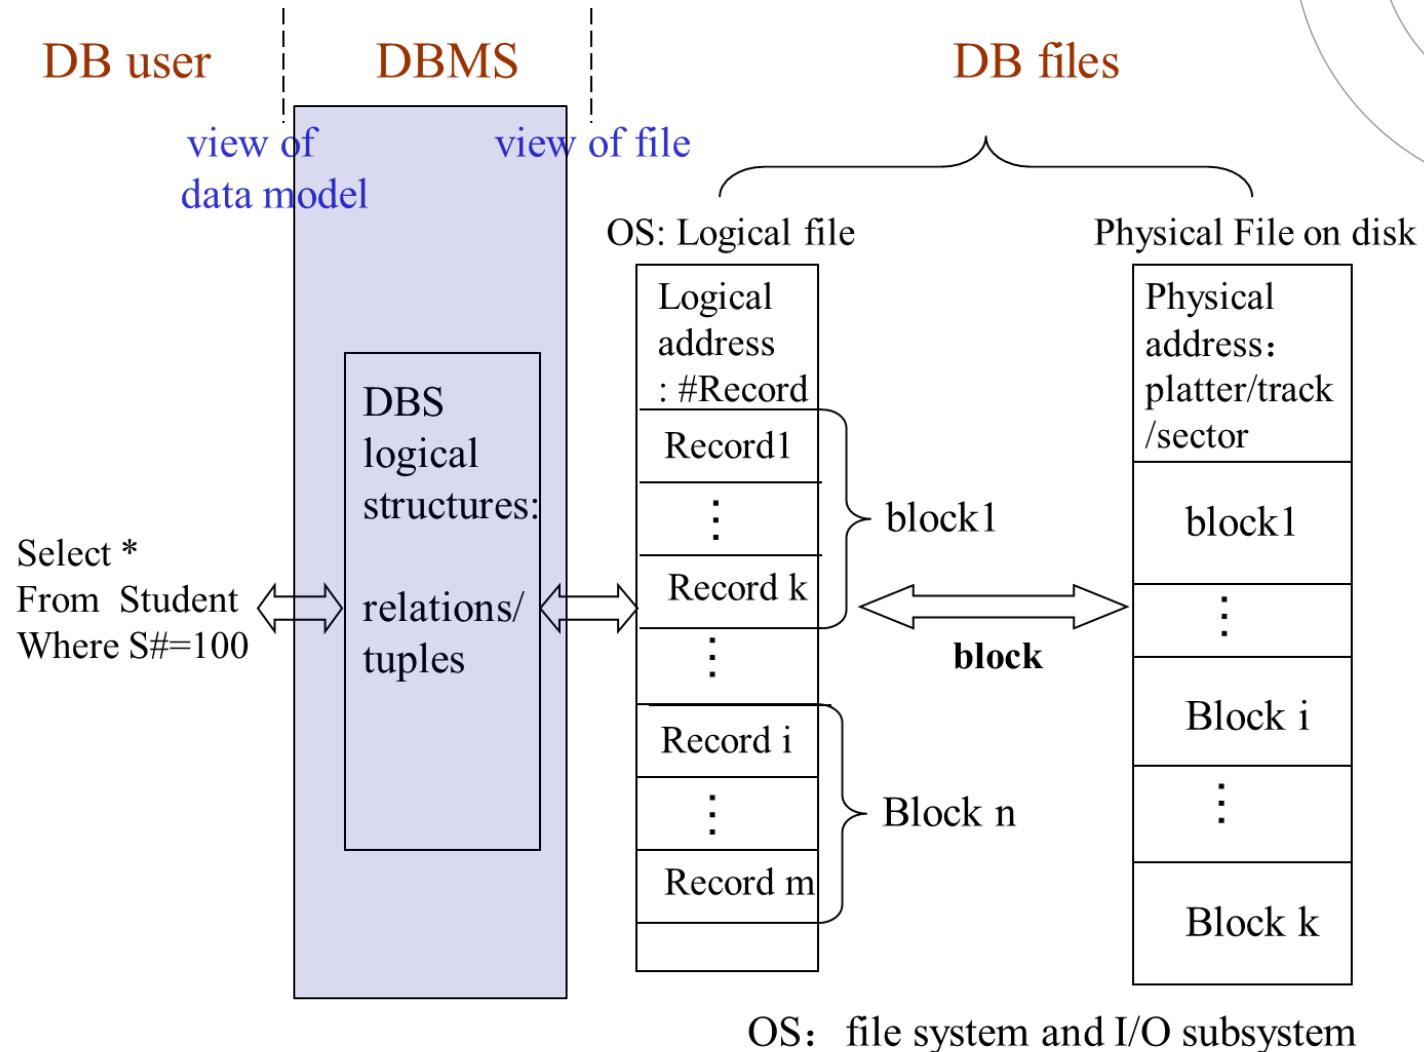 DB user
DBMS
DB files
view of
data model
view of file
OS: Logical file
Physical File on disk
Logical
address
: #Record
Record1
⋮
Record k
⋮
Record i
⋮
Record m
block1
Block n
block
Physical
address：
platter/track
/sector
block1
⋮
Block i
⋮
Block k
DBS
logical
structures:
relations/
tuples
Select *
From Student
Where S#=100
OS： file system and I/O subsystem